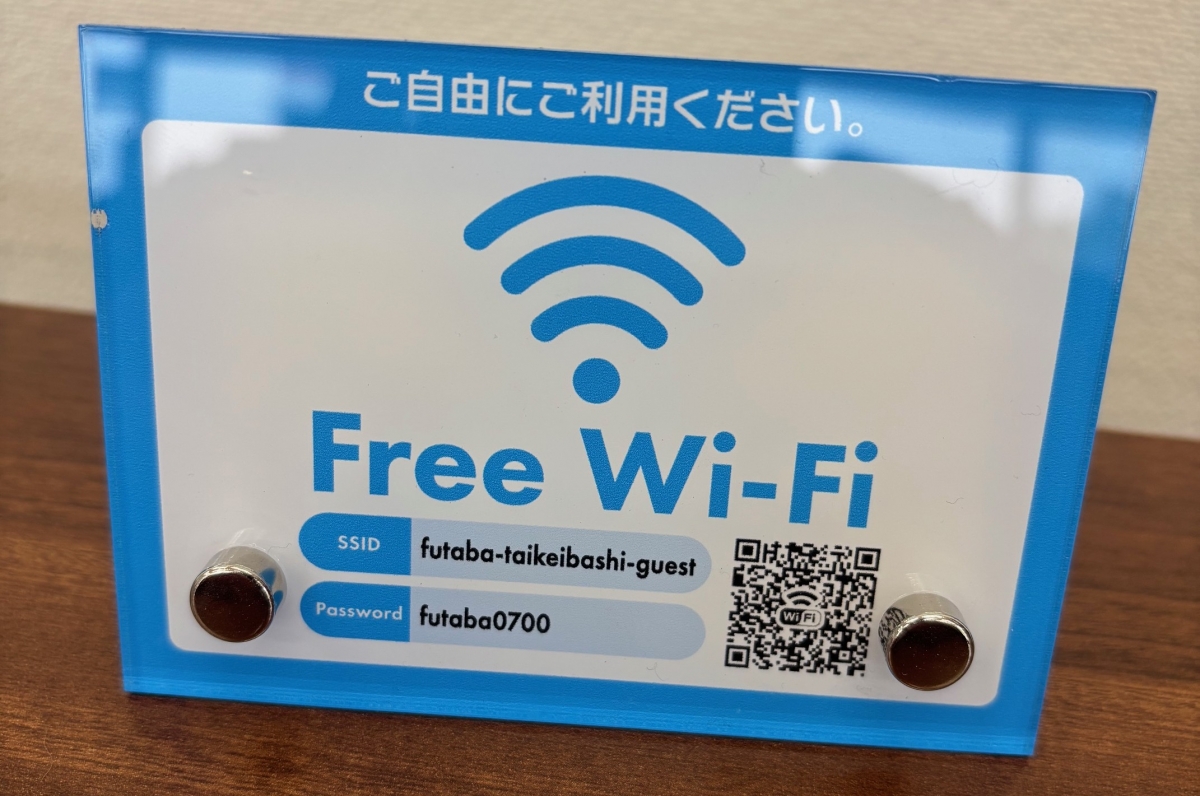 ご自由にご利用ください。
Free Wi-Fi
SSID futaba-taikeibashi-guest
Password futaba0700
WiFi